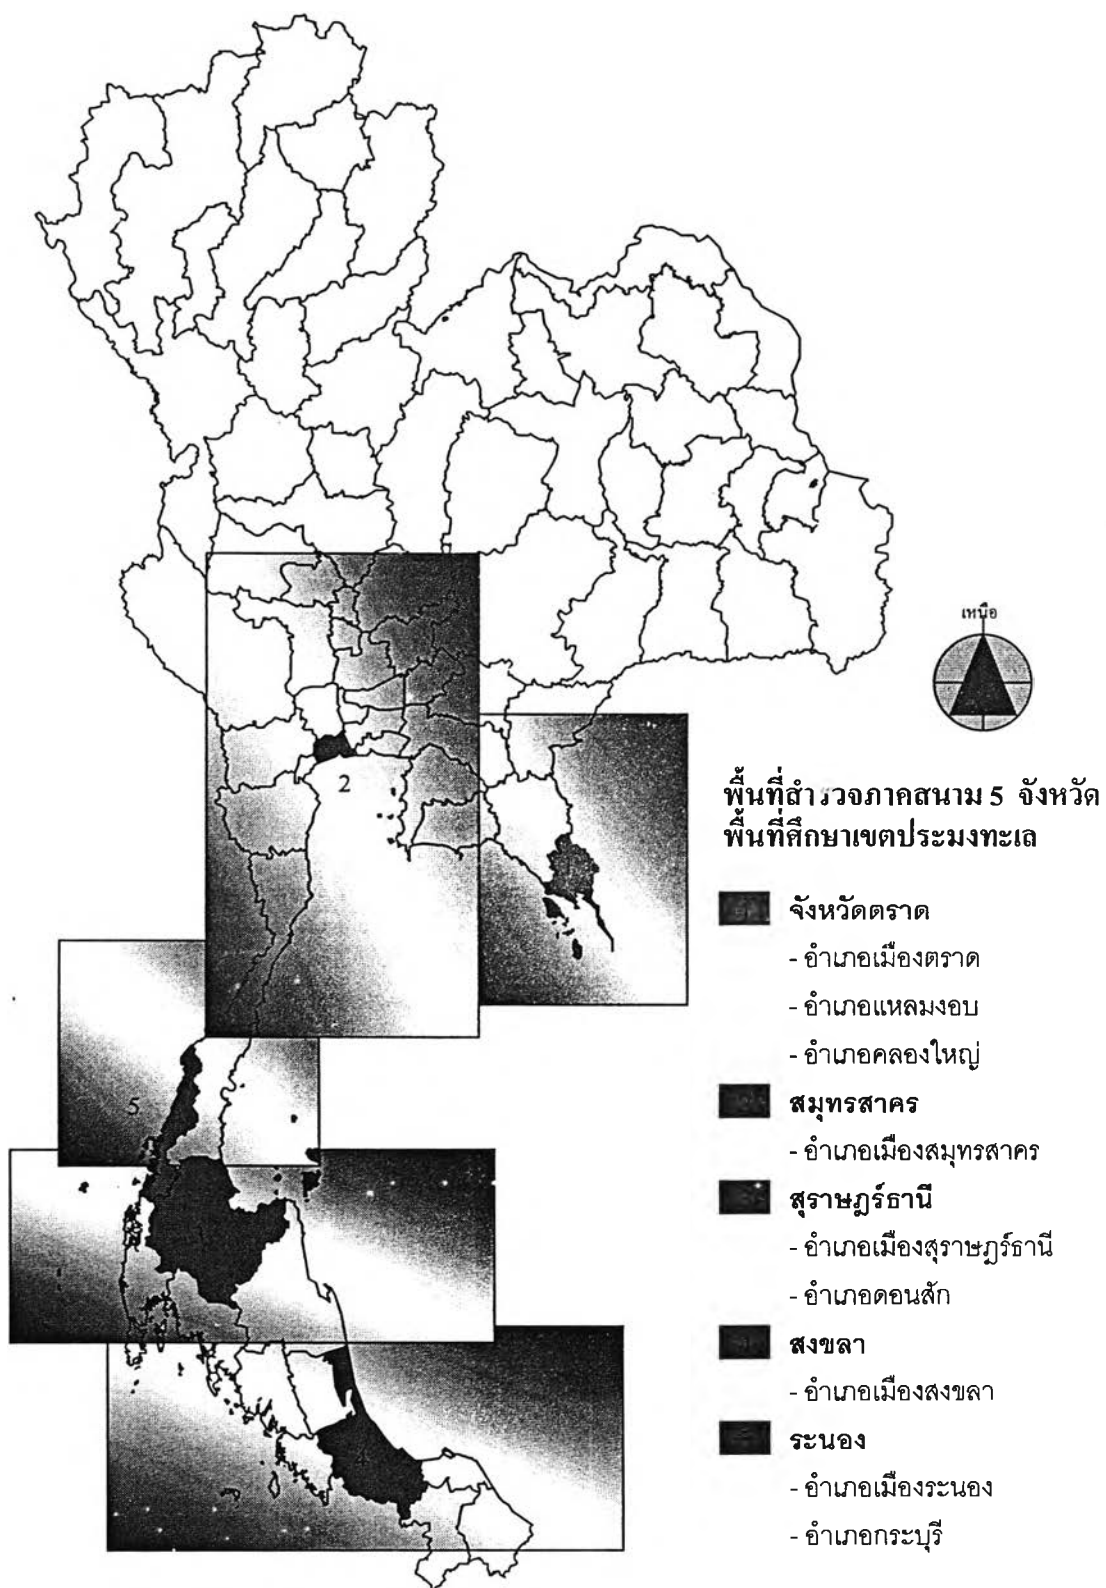 เหนือ
2
พื้นที่สำรวจภาคสนาม 5 จังหวัด
พื้นที่ศึกษาเขตประมงทะเล
จังหวัดตราด
- อำเภอเมืองตราด
- อำเภอแหลมงอบ
- อำเภอคลองใหญ่
5
สมุทรสาคร
- อำเภอเมืองสมุทรสาคร
สุราษฎร์ธานี
- อำเภอเมืองสุราษฎร์ธานี
- อำเภอดอนสัก
สงขลา
- อำเภอเมืองสงขลา
4
ระนอง
- อำเภอเมืองระนอง
- อำเภอกระบุรี